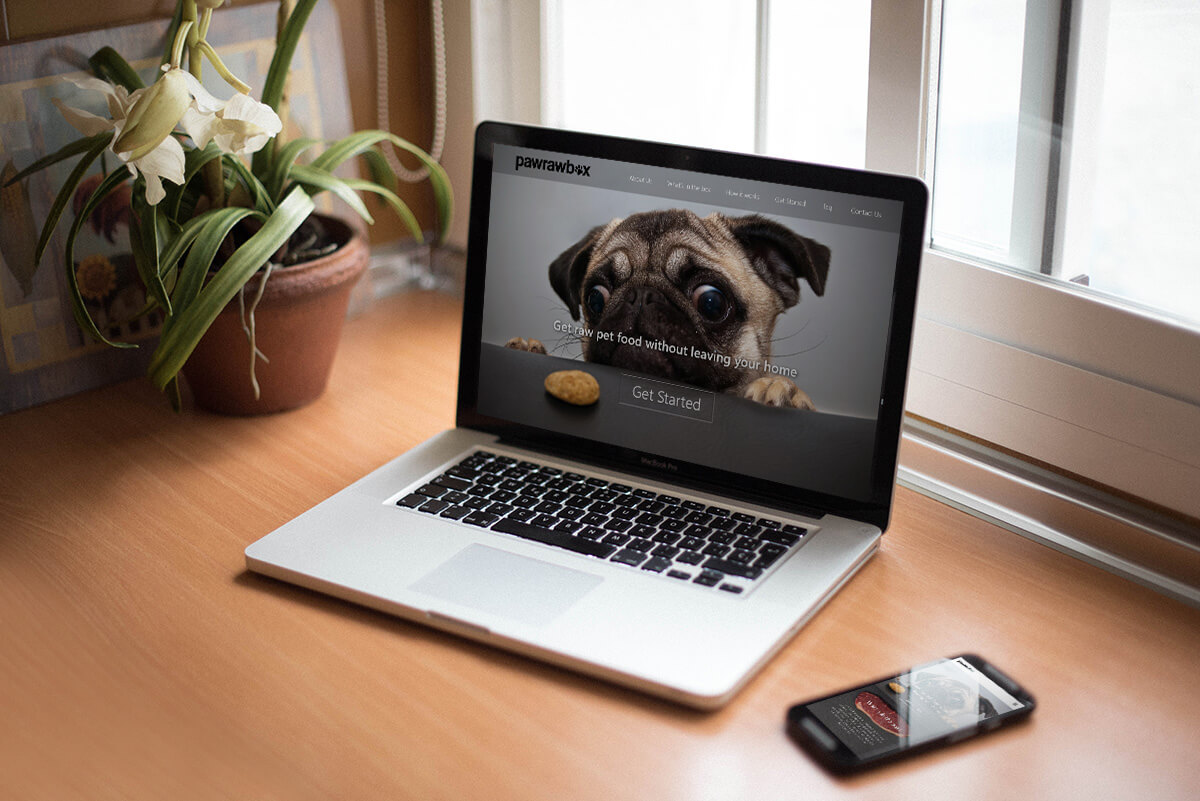 pawrawbox
About Us What's in the box How it works Get Started faq Contact Us
Get raw pet food without leaving your home
Get Started
MacBook Pro
pawrawbox